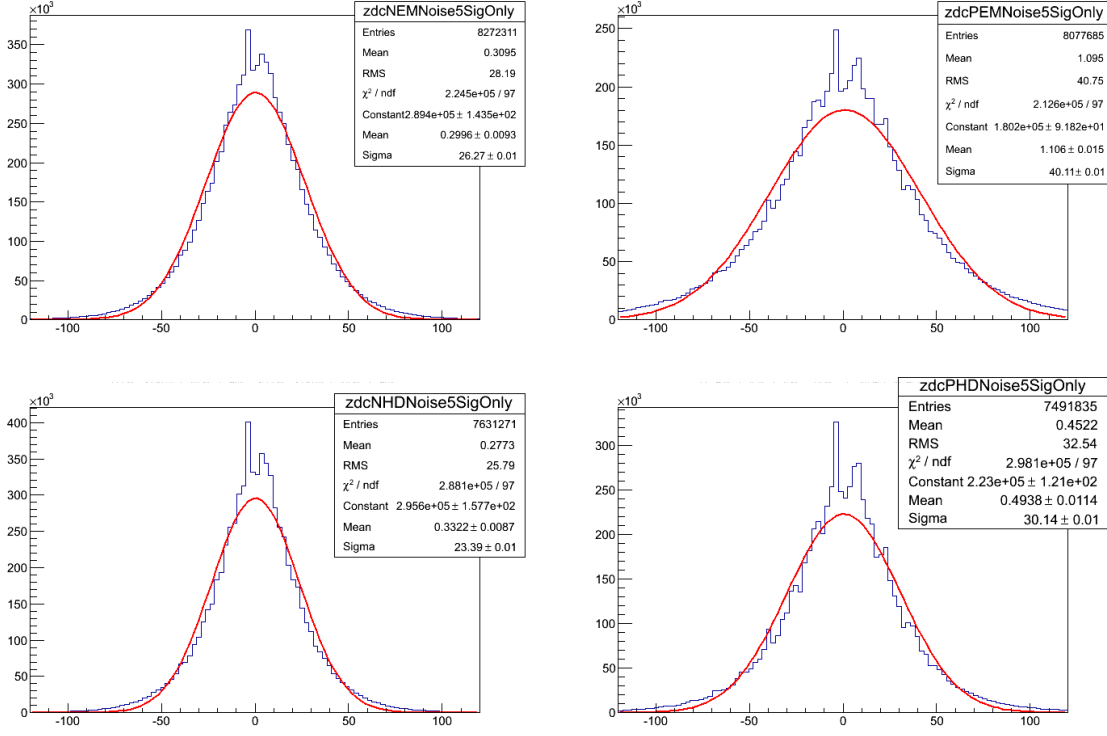 ×10³
350
300
250
200
150
100
50
0
-100 -50 0 50 100
zdcNEMNoise5SigOnly
Entries 8272311
Mean 0.3095
RMS 28.19
χ² / ndf 2.245e+05 / 97
Constant 2.894e+05 ± 1.435e+02
Mean 0.2996 ± 0.0093
Sigma 26.27 ± 0.01
×10³
250
200
150
100
50
0
-100 -50 0 50 100
zdcPEMNoise5SigOnly
Entries 8077685
Mean 1.095
RMS 40.75
χ² / ndf 2.126e+05 / 97
Constant 1.802e+05 ± 9.182e+01
Mean 1.106 ± 0.015
Sigma 40.11 ± 0.01
×10³
400
350
300
250
200
150
100
50
0
-100 -50 0 50 100
zdcNHDNoise5SigOnly
Entries 7631271
Mean 0.2773
RMS 25.79
χ² / ndf 2.881e+05 / 97
Constant 2.956e+05 ± 1.577e+02
Mean 0.3322 ± 0.0087
Sigma 23.39 ± 0.01
×10³
300
250
200
150
100
50
0
-100 -50 0 50 100
zdcPHDNoise5SigOnly
Entries 7491835
Mean 0.4522
RMS 32.54
χ² / ndf 2.981e+05 / 97
Constant 2.23e+05 ± 1.21e+02
Mean 0.4938 ± 0.0114
Sigma 30.14 ± 0.01